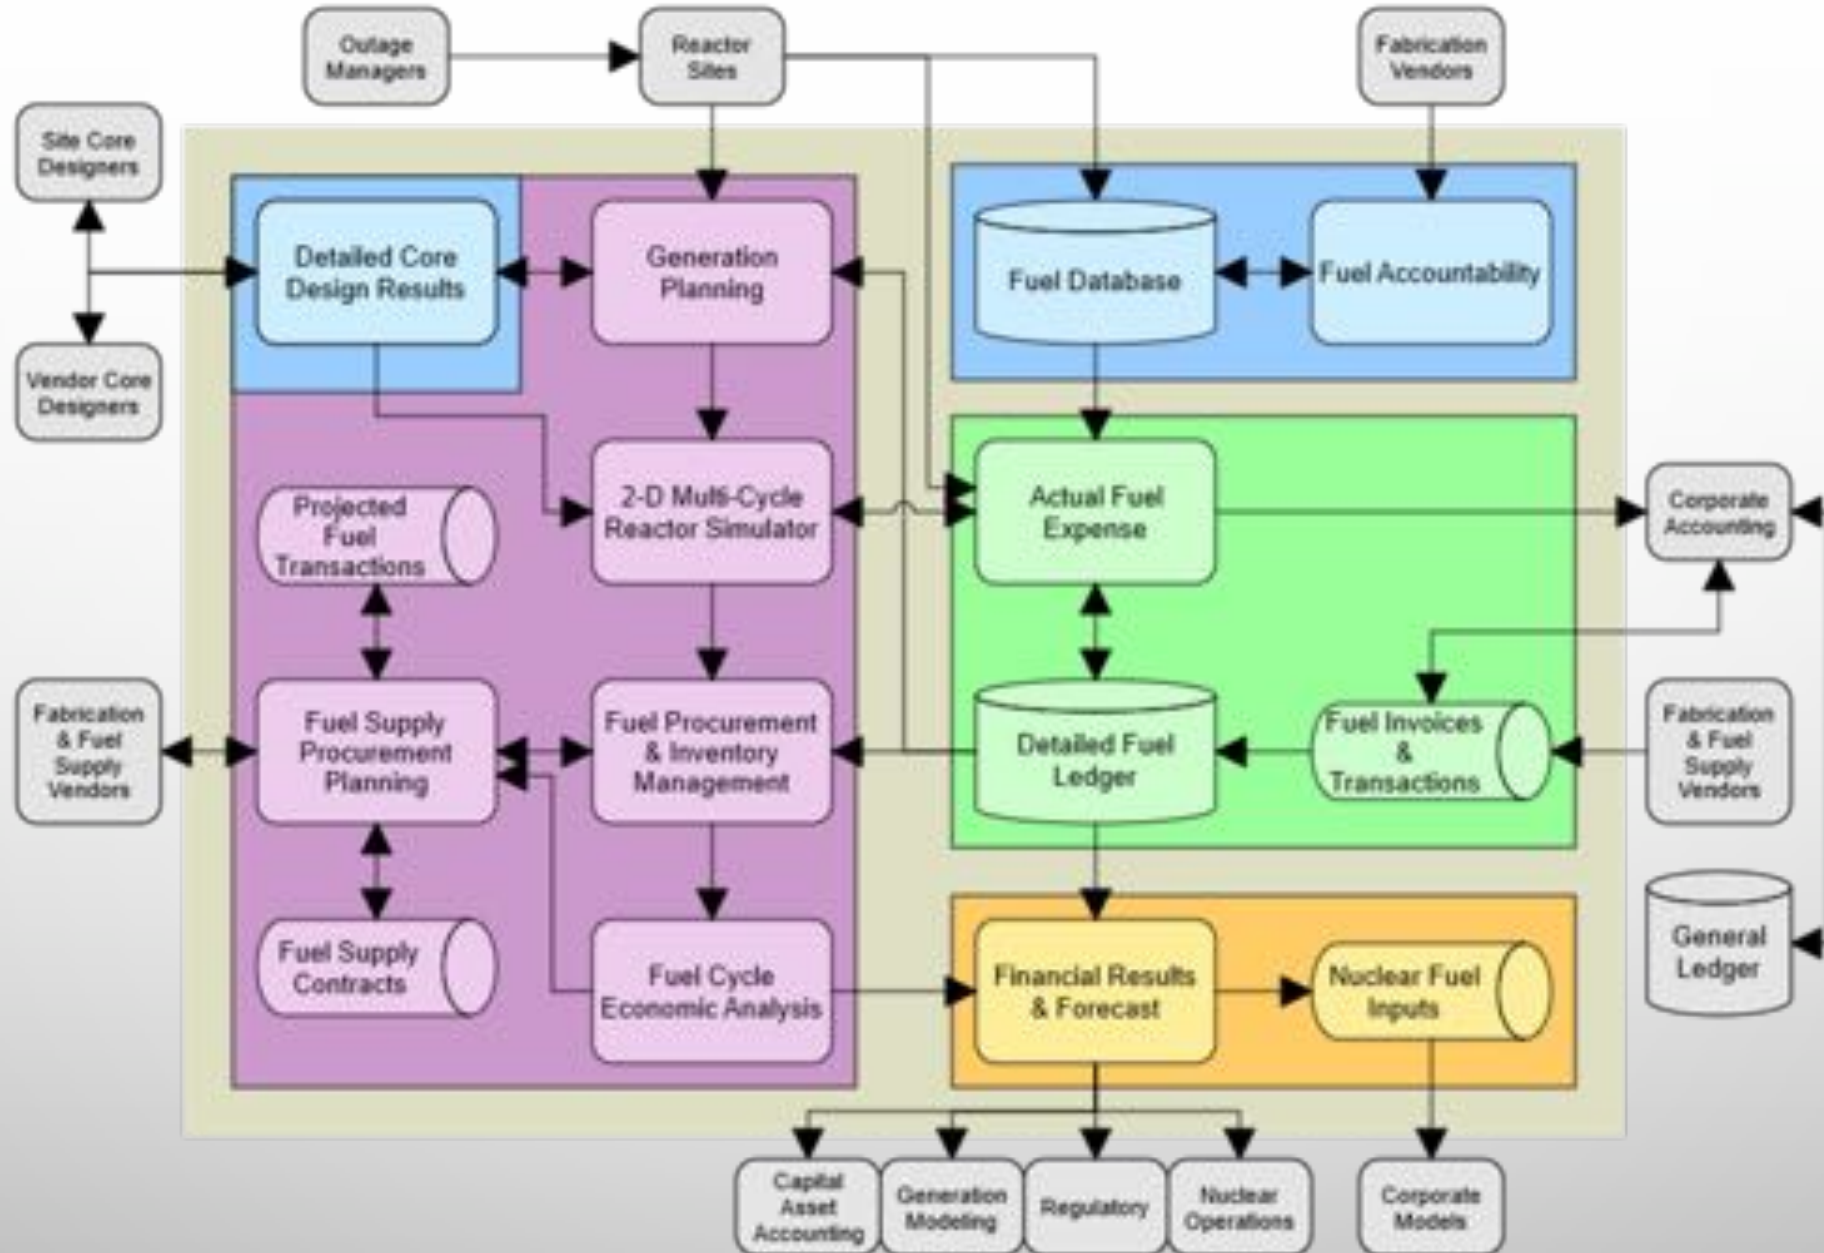 Outage
Managers
Reactor
Sites
Fabrication
Vendors
Site Core
Designers
Detailed Core
Design Results
Generation
Planning
Fuel Database
Fuel Accountability
Vendor Core
Designers
Projected
Fuel
Transactions
2-D Multi-Cycle
Reactor Simulator
Actual Fuel
Expense
Corporate
Accounting
Fabrication
& Fuel
Supply
Vendors
Fuel Supply
Procurement
Planning
Fuel Procurement
& Inventory
Management
Detailed Fuel
Ledger
Fuel Invoices
&
Transactions
Fabrication
& Fuel
Supply
Vendors
Fuel Supply
Contracts
Fuel Cycle
Economic Analysis
Financial Results
& Forecast
Nuclear Fuel
Inputs
General
Ledger
Capital
Asset
Accounting
Generation
Modeling
Regulatory
Nuclear
Operations
Corporate
Models